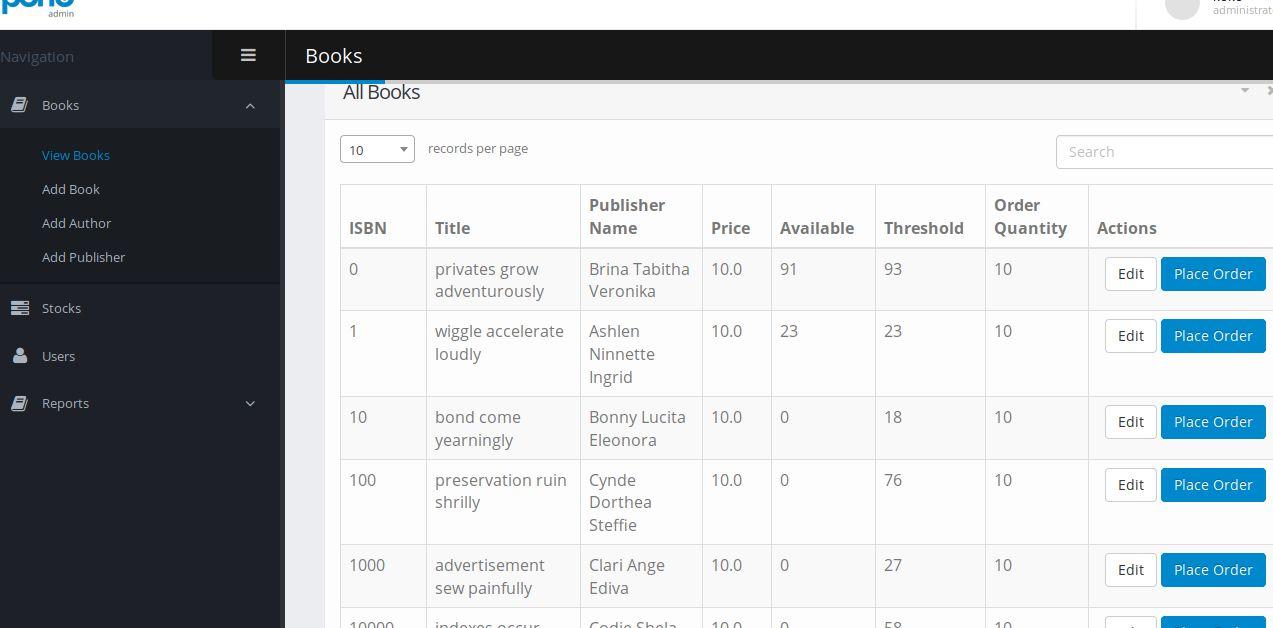 admin
administrat
Navigation
Books
Books
All Books
View Books
Add Book
Add Author
Add Publisher
Stocks
Users
Reports
10 records per page
Search
ISBN Title Publisher Name Price Available Threshold Order Quantity Actions
0 privates grow adventurously Brina Tabitha Veronika 10.0 91 93 10 Edit Place Order
1 wiggle accelerate loudly Ashlen Ninnette Ingrid 10.0 23 23 10 Edit Place Order
10 bond come yearningly Bonny Lucita Eleonora 10.0 0 18 10 Edit Place Order
100 preservation ruin shrilly Cynde Dorthea Steffie 10.0 0 76 10 Edit Place Order
1000 advertisement sew painfully Clari Ange Ediva 10.0 0 27 10 Edit Place Order
10000 indexes occur Codie Shela 10.0 0 58 10